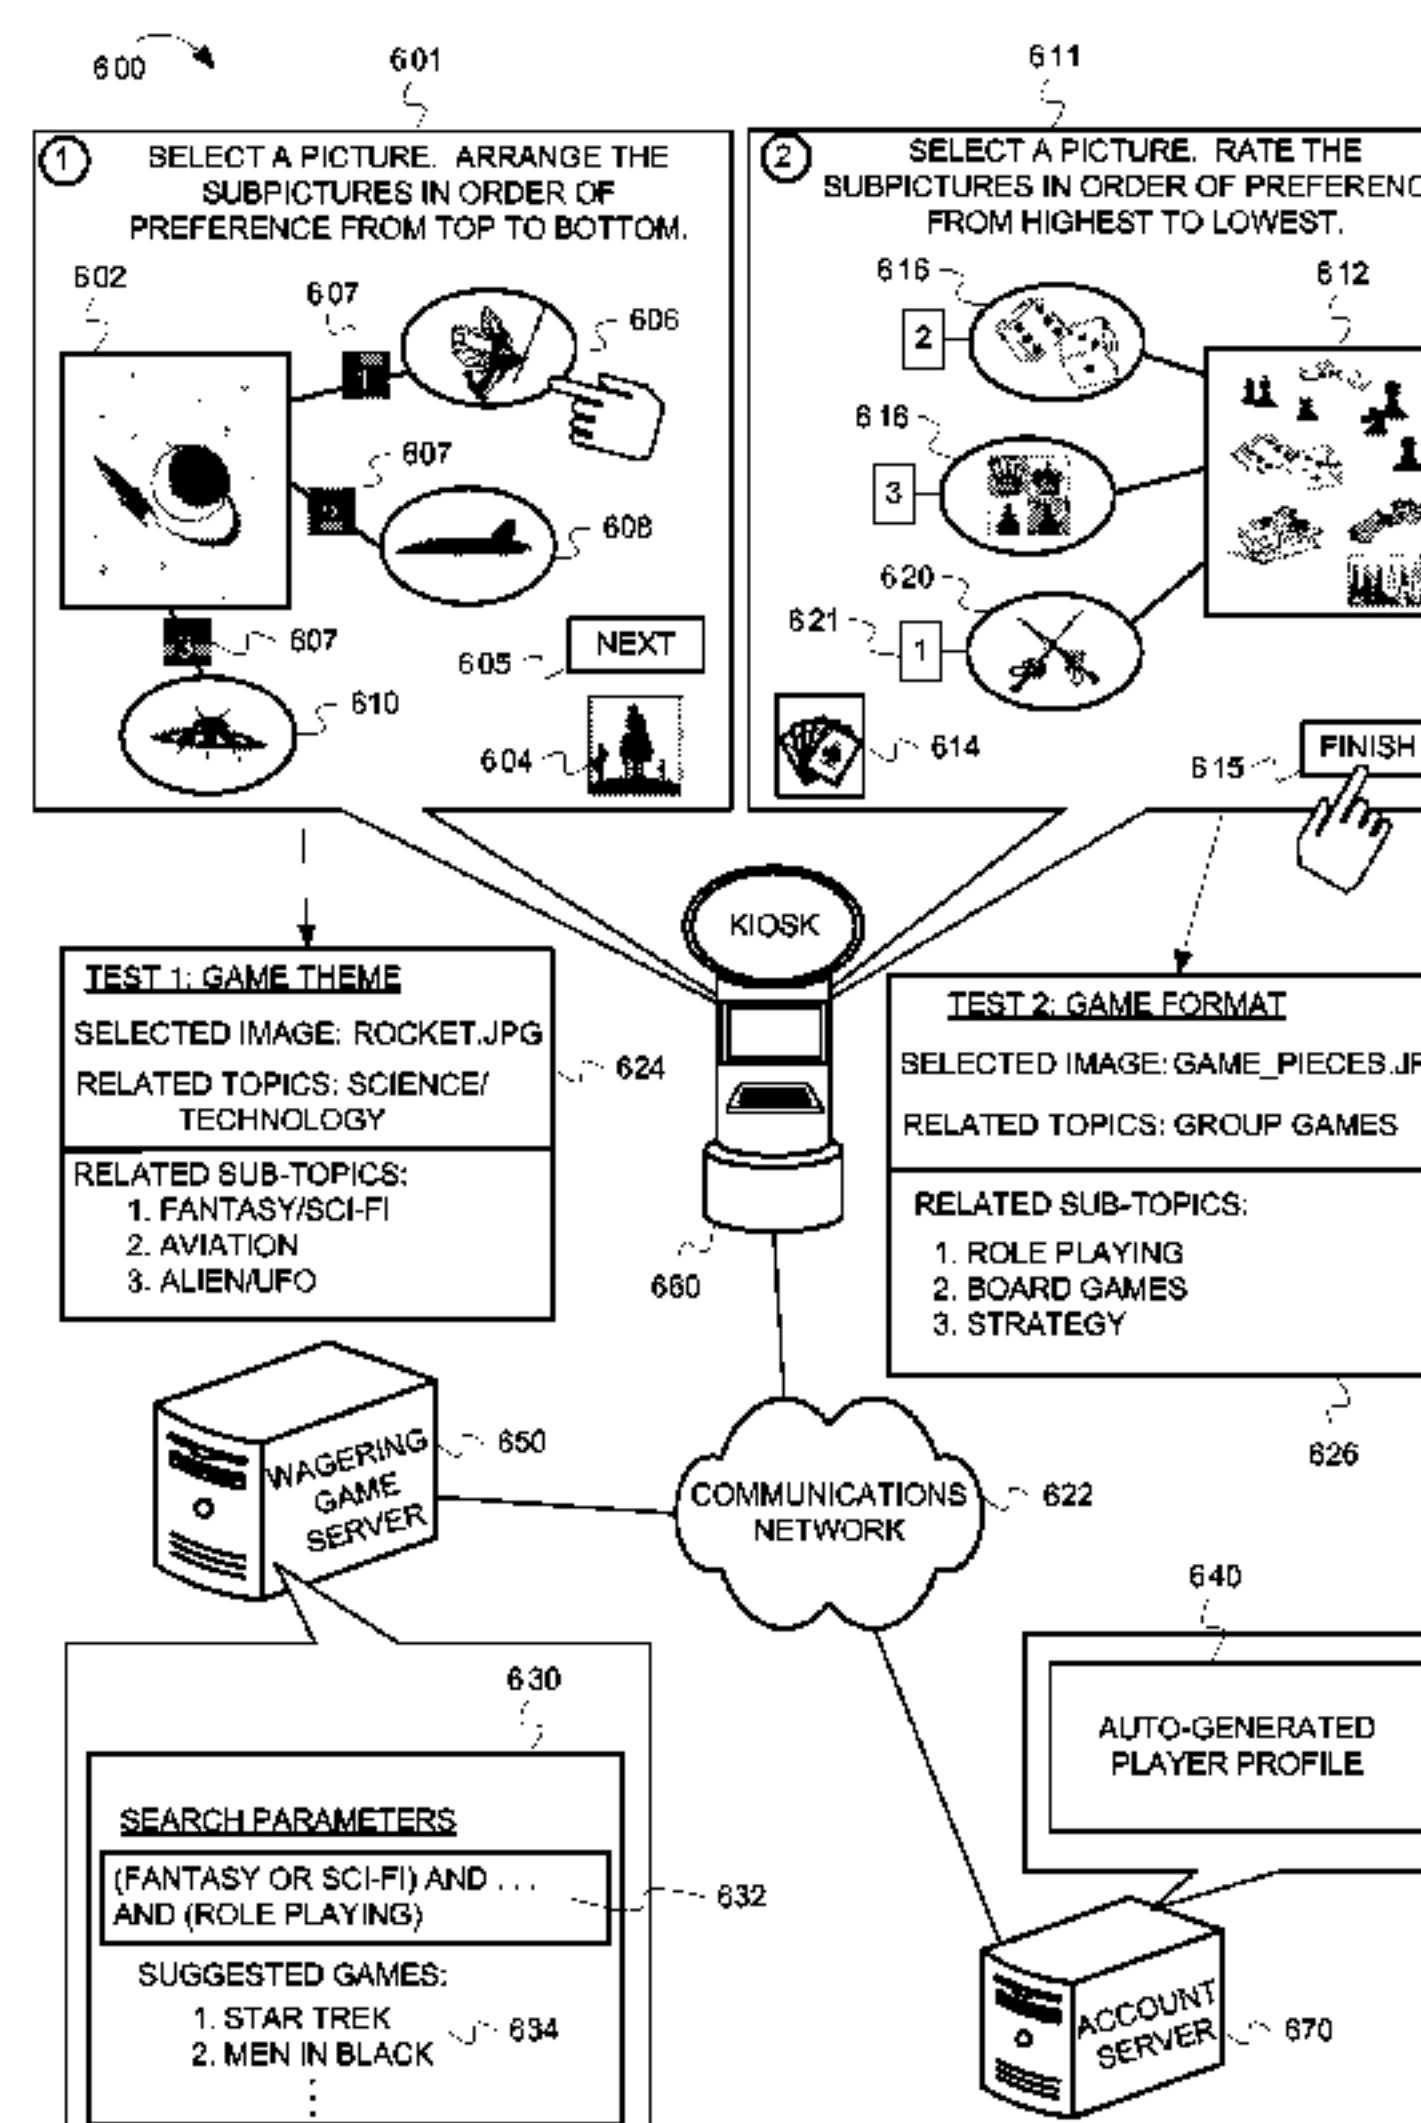 600
601
611
1
SELECT A PICTURE. ARRANGE THE
SUBPICTURES IN ORDER OF
PREFERENCE FROM TOP TO BOTTOM.
602
607
606
1
607
608
607
3
605
NEXT
610
604
2
SELECT A PICTURE. RATE THE
SUBPICTURES IN ORDER OF PREFERENC
FROM HIGHEST TO LOWEST.
616
612
2
616
3
620
621
1
614
615
FINISH
KIOSK
TEST 1: GAME THEME
SELECTED IMAGE: ROCKET.JPG
RELATED TOPICS: SCIENCE/
TECHNOLOGY
624
RELATED SUB-TOPICS:
1. FANTASY/SCI-FI
2. AVIATION
3. ALIEN/UFO
660
TEST 2: GAME FORMAT
SELECTED IMAGE: GAME_PIECES.JP
RELATED TOPICS: GROUP GAMES
RELATED SUB-TOPICS:
1. ROLE PLAYING
2. BOARD GAMES
3. STRATEGY
626
WAGERING
GAME
SERVER
650
COMMUNICATIONS
NETWORK
622
640
AUTO-GENERATED
PLAYER PROFILE
630
SEARCH PARAMETERS
(FANTASY OR SCI-FI) AND . . .
AND (ROLE PLAYING)
632
SUGGESTED GAMES:
1. STAR TREK
2. MEN IN BLACK
634
ACCOUNT
SERVER
670